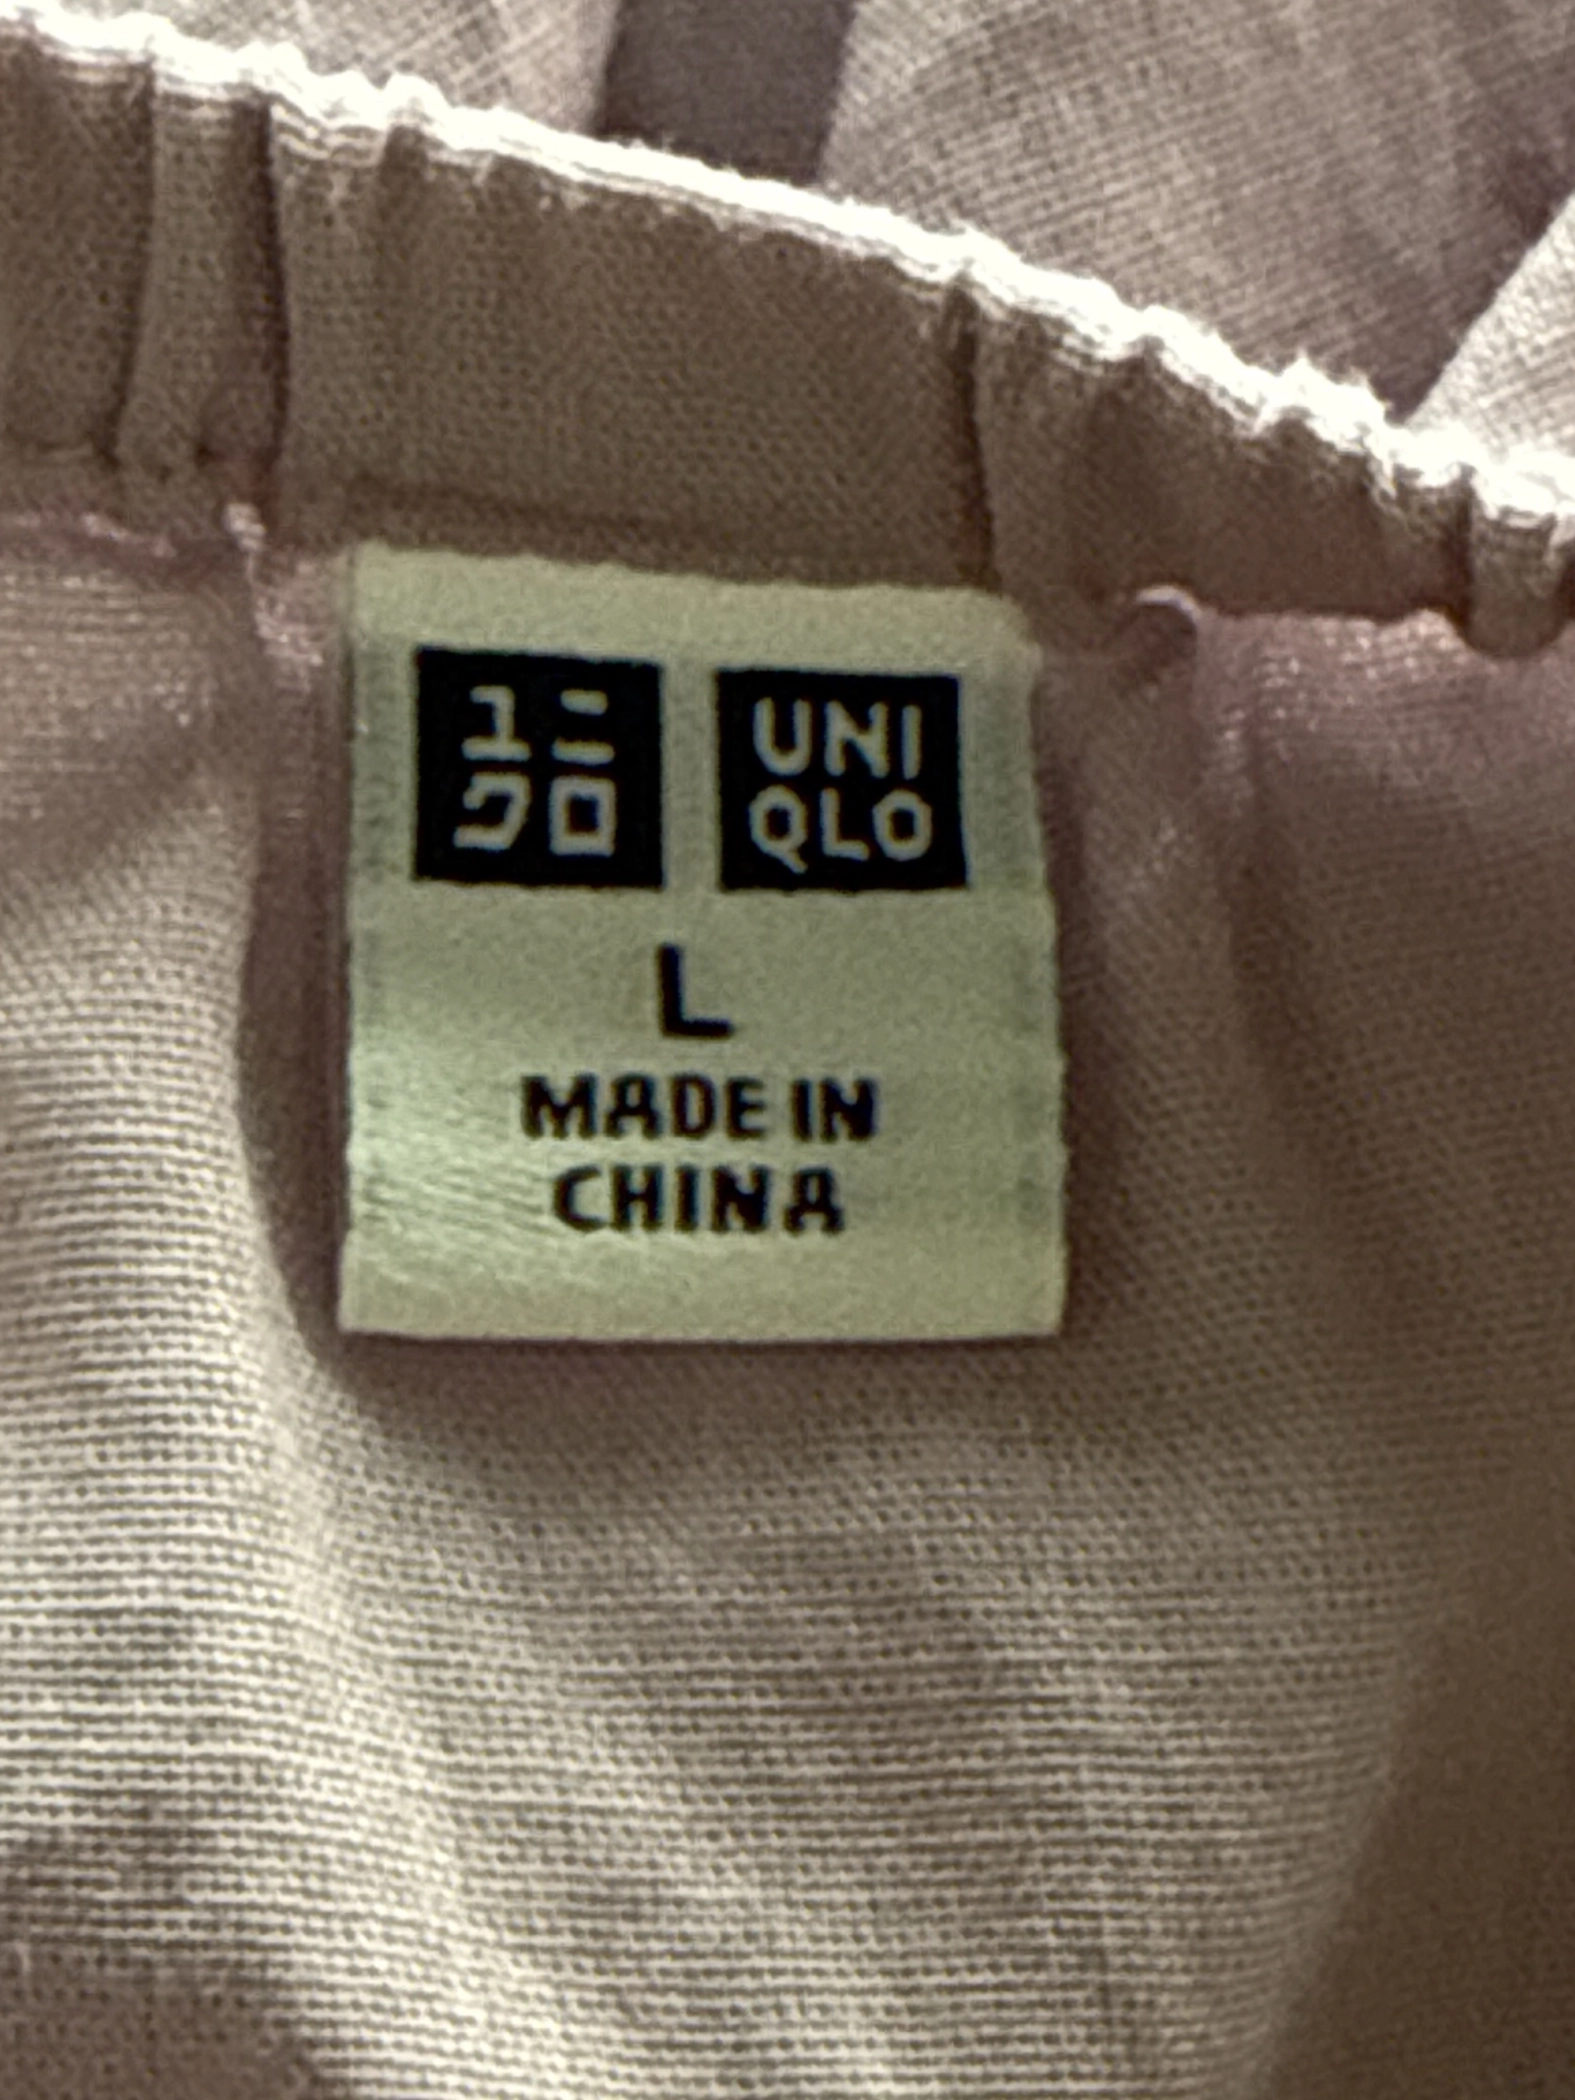 ユニ
クロ
UNI
QLO
L
MADE IN
CHINA